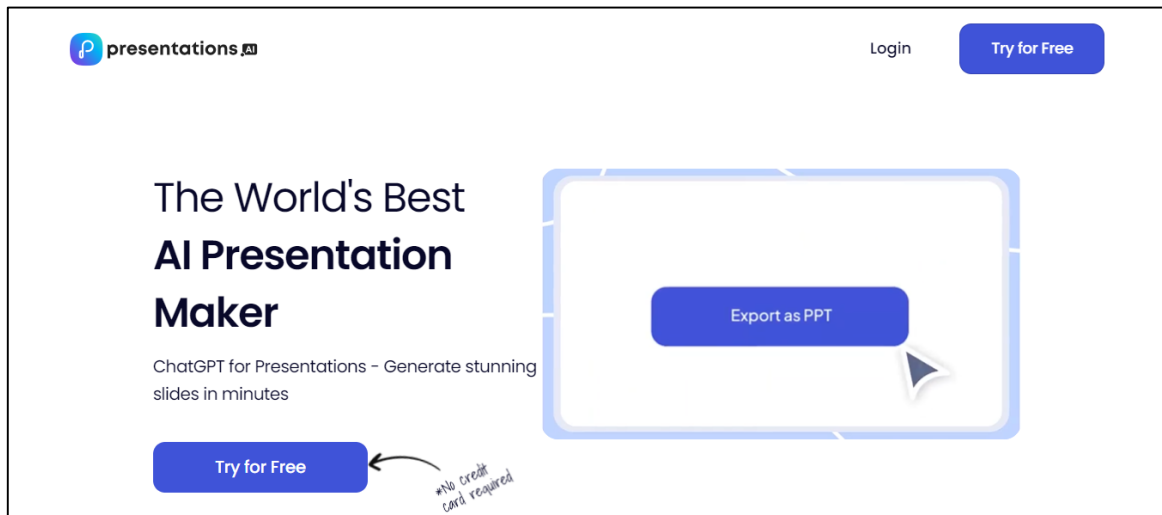 presentations.AI
Login
Try for Free
The World's Best
AI Presentation
Maker
ChatGPT for Presentations - Generate stunning
slides in minutes
Try for Free
*No credit
card required
Export as PPT